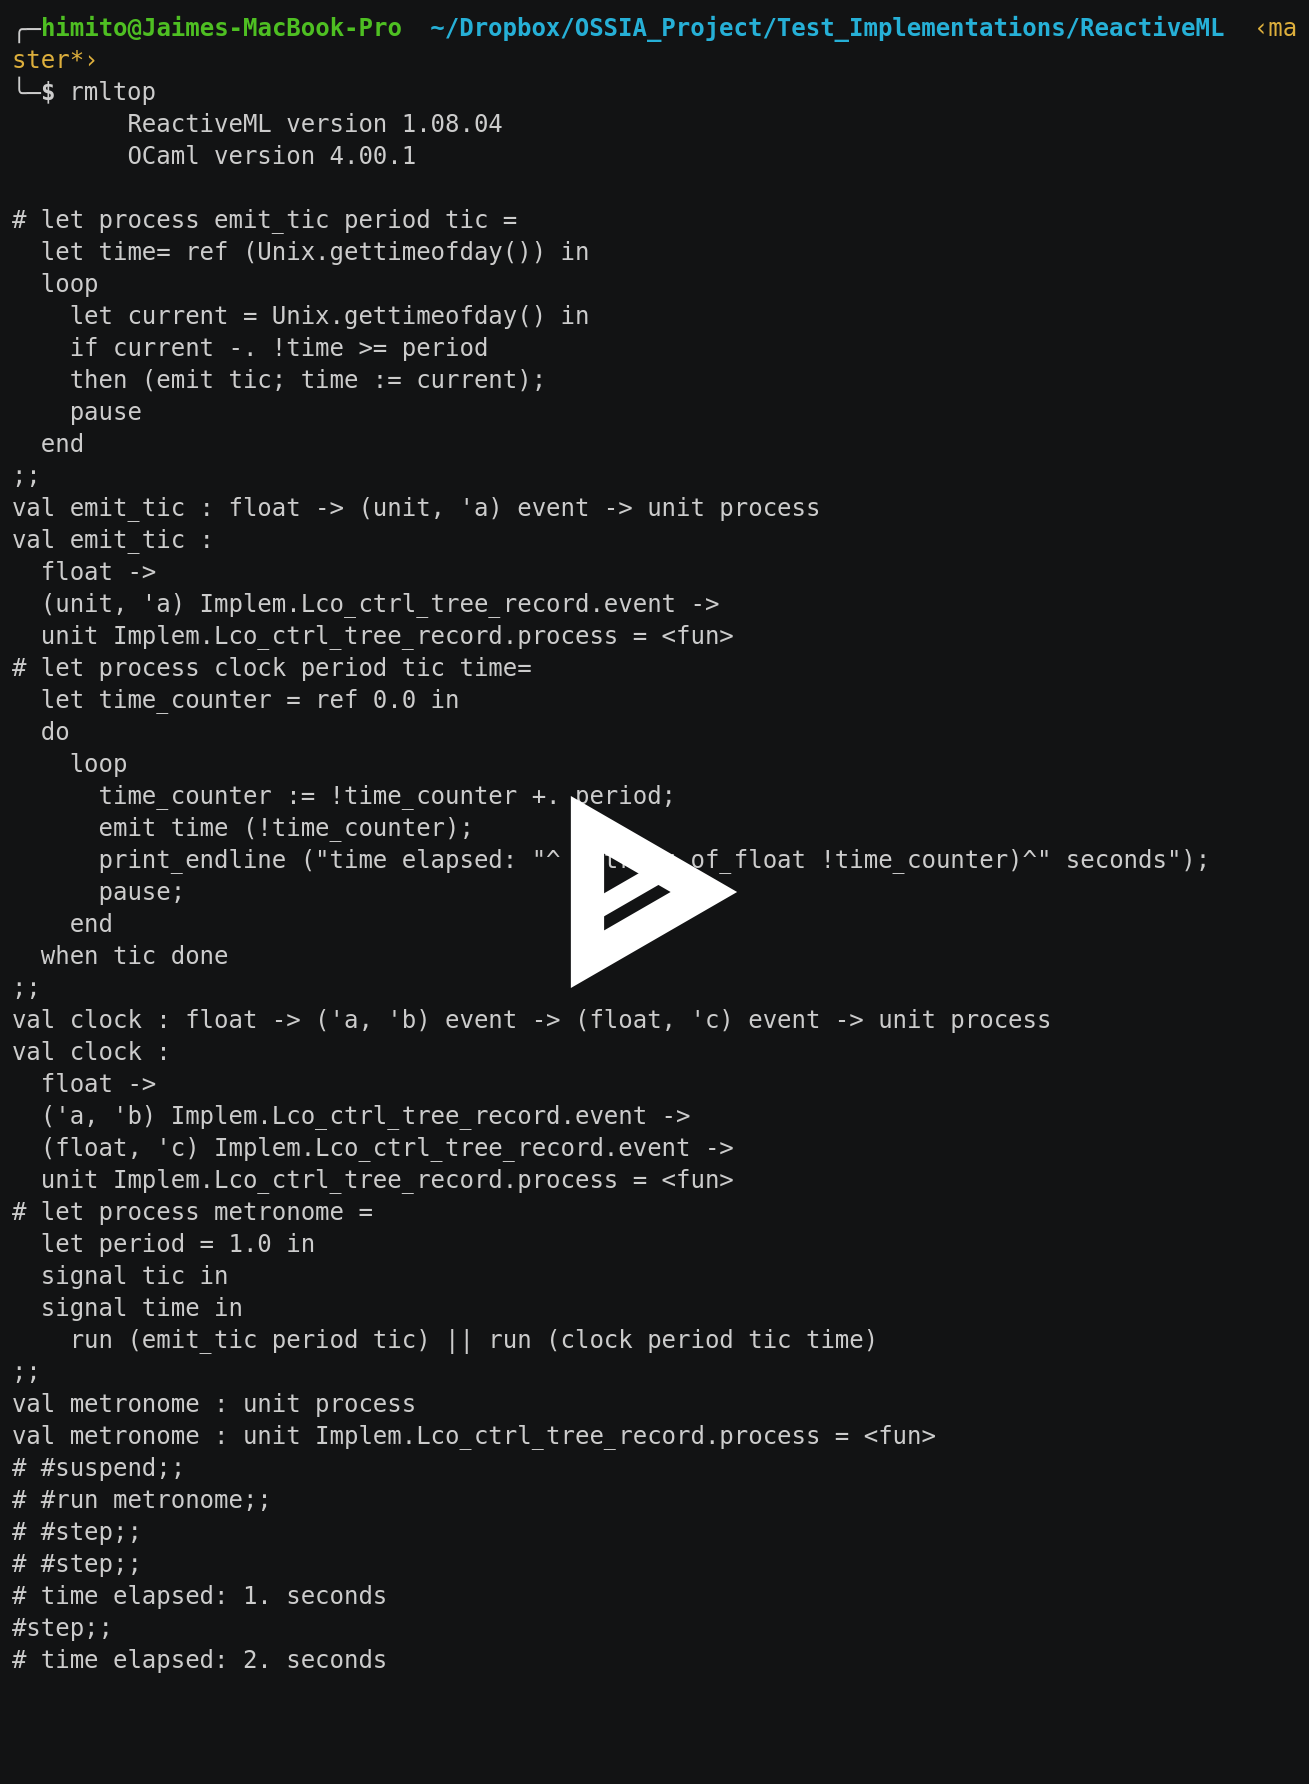 ╭─himito@Jaimes-MacBook-Pro  ~/Dropbox/OSSIA_Project/Test_Implementations/ReactiveML  ‹ma
ster*›
╰─$ rmltop
        ReactiveML version 1.08.04
        OCaml version 4.00.1

# let process emit_tic period tic =
  let time= ref (Unix.gettimeofday()) in
  loop
    let current = Unix.gettimeofday() in
    if current -. !time >= period
    then (emit tic; time := current);
    pause
  end
;;
val emit_tic : float -> (unit, 'a) event -> unit process
val emit_tic :
  float ->
  (unit, 'a) Implem.Lco_ctrl_tree_record.event ->
  unit Implem.Lco_ctrl_tree_record.process = <fun>
# let process clock period tic time=
  let time_counter = ref 0.0 in
  do
    loop
      time_counter := !time_counter +. period;
      emit time (!time_counter);
      print_endline ("time elapsed: "^ of_float !time_counter)^" seconds");
      pause;
    end
  when tic done
;;
val clock : float -> ('a, 'b) event -> (float, 'c) event -> unit process
val clock :
  float ->
  ('a, 'b) Implem.Lco_ctrl_tree_record.event ->
  (float, 'c) Implem.Lco_ctrl_tree_record.event ->
  unit Implem.Lco_ctrl_tree_record.process = <fun>
# let process metronome =
  let period = 1.0 in
  signal tic in
  signal time in
    run (emit_tic period tic) || run (clock period tic time)
;;
val metronome : unit process
val metronome : unit Implem.Lco_ctrl_tree_record.process = <fun>
# #suspend;;
# #run metronome;;
# #step;;
# #step;;
# time elapsed: 1. seconds
#step;;
# time elapsed: 2. seconds